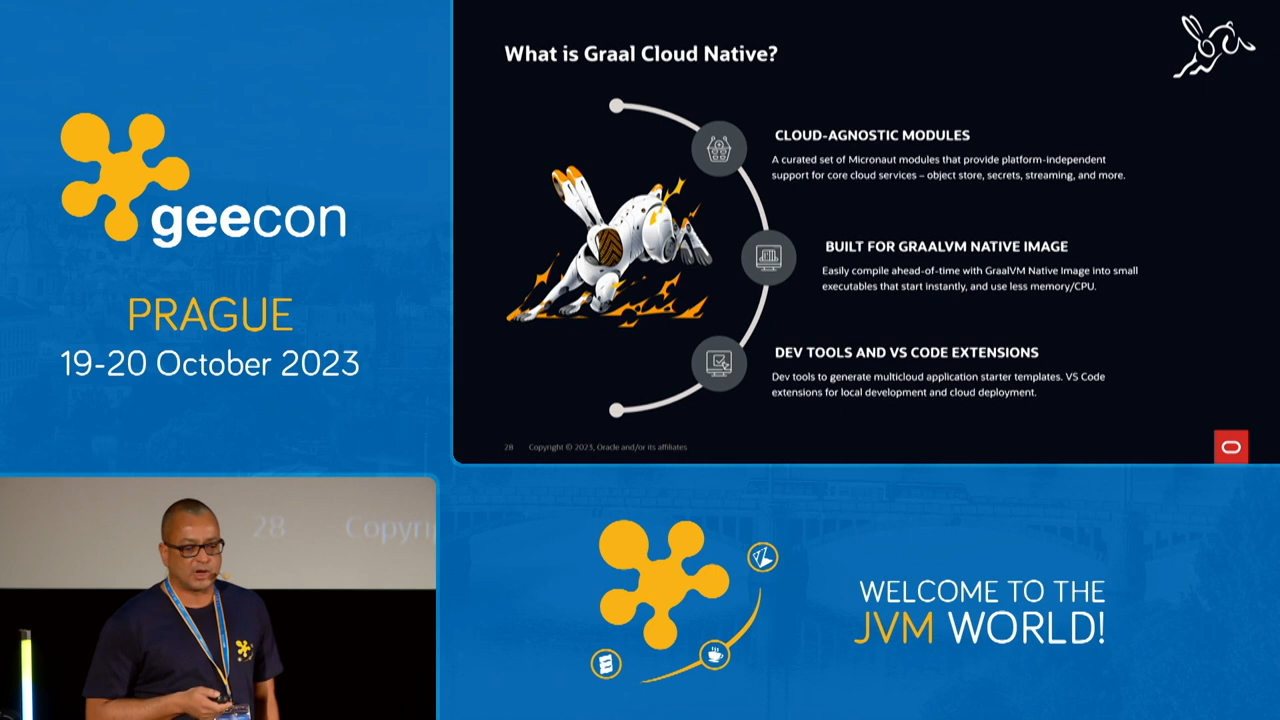 geecon
PRAGUE
19-20 October 2023
What is Graal Cloud Native?
CLOUD-AGNOSTIC MODULES
A curated set of Micronaut modules that provide platform-independent
support for core cloud services – object store, secrets, streaming, and more.
BUILT FOR GRAALVM NATIVE IMAGE
Easily compile ahead-of-time with GraalVM Native Image into small
executables that start instantly, and use less memory/CPU.
DEV TOOLS AND VS CODE EXTENSIONS
Dev tools to generate multicloud application starter templates. VS Code
extensions for local development and cloud deployment.
28 Copyright © 2023, Oracle and/or its affiliates
28 Copyri
WELCOME TO THE
JVM WORLD!